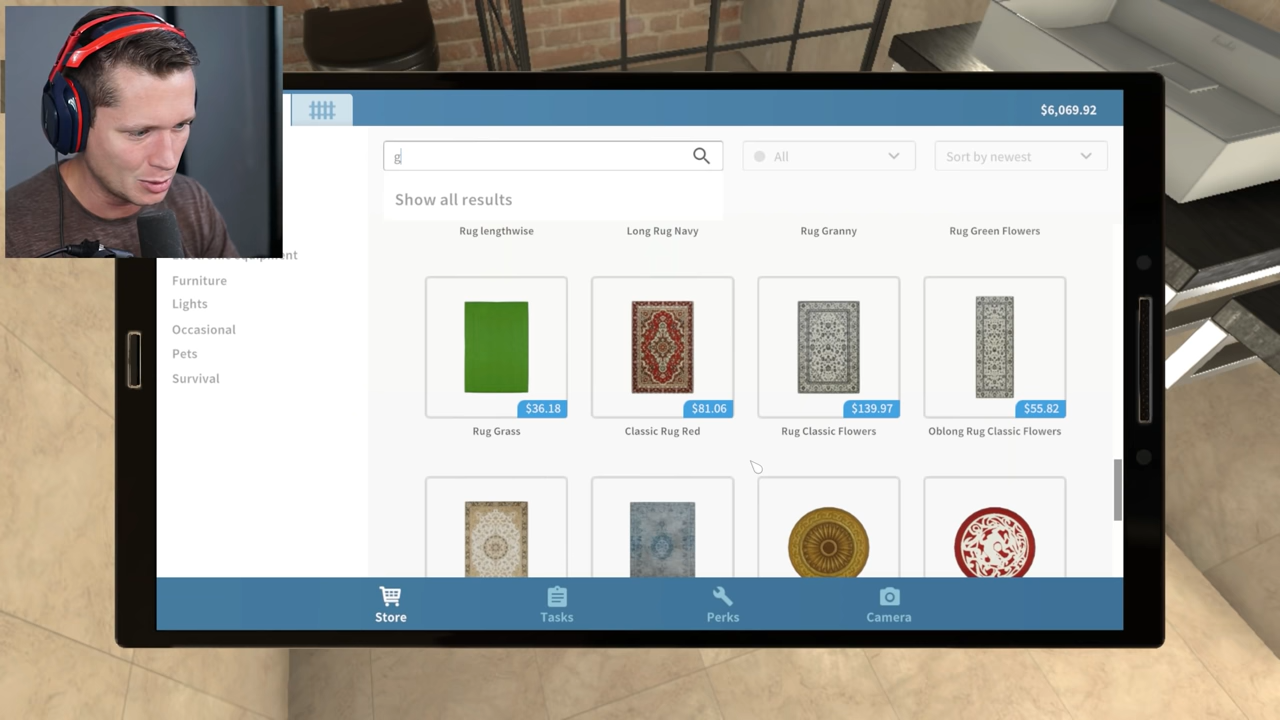 $6,069.92
g
All
Sort by newest
Show all results
Rug lengthwise
Long Rug Navy
Rug Granny
Rug Green Flowers
equipment
Furniture
Lights
Occasional
Pets
Survival
$36.18
$81.06
$139.97
$55.82
Rug Grass
Classic Rug Red
Rug Classic Flowers
Oblong Rug Classic Flowers
Store
Tasks
Perks
Camera